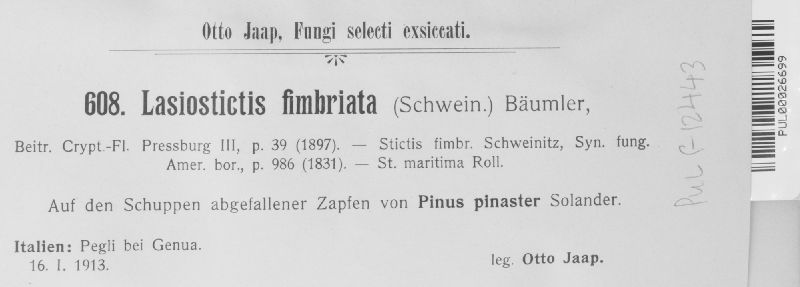 Otto Jaap, Fungi selecti exsiccati.
608. Lasiostictis fimbriata (Schwein.) Bäumler,
Beitr. Crypt.-Fl. Pressburg III, p. 39 (1897). — Stictis fimbr. Schweinitz, Syn. fung.
Amer. bor., p. 986 (1831). — St. maritima Roll.
Auf den Schuppen abgefallener Zapfen von Pinus pinaster Solander.
Italien: Pegli bei Genua.
16. I. 1913.
leg. Otto Jaap.
PUL F-12443
PUL00026699